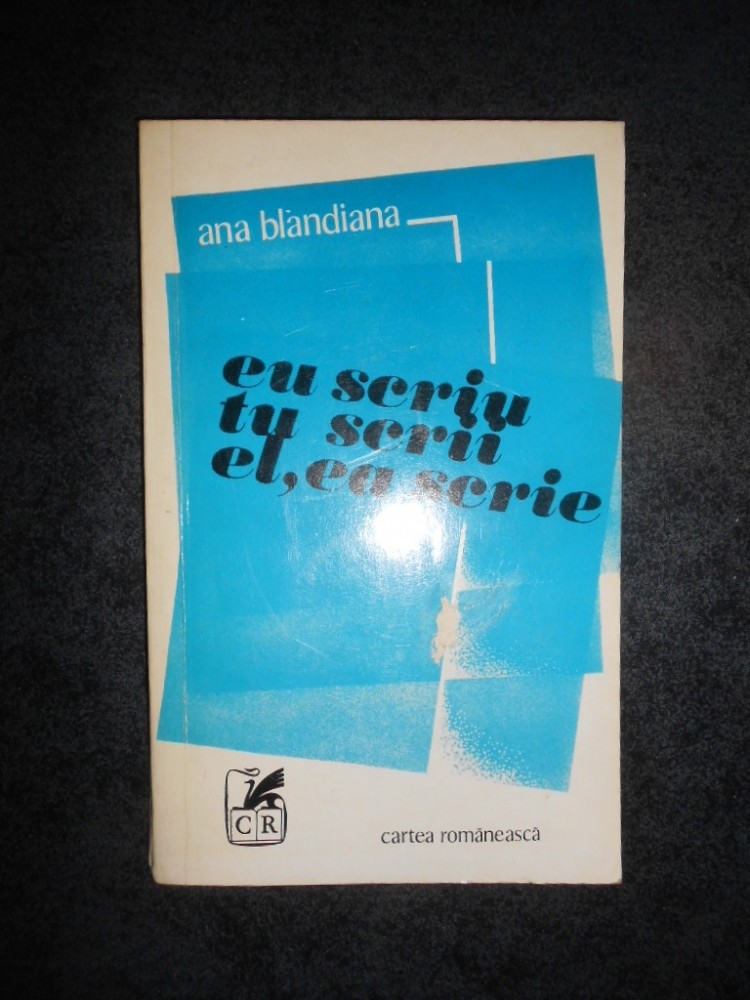 ana blandiana
eu scriu
tu scrii
el, ea scrie
CR
cartea românească